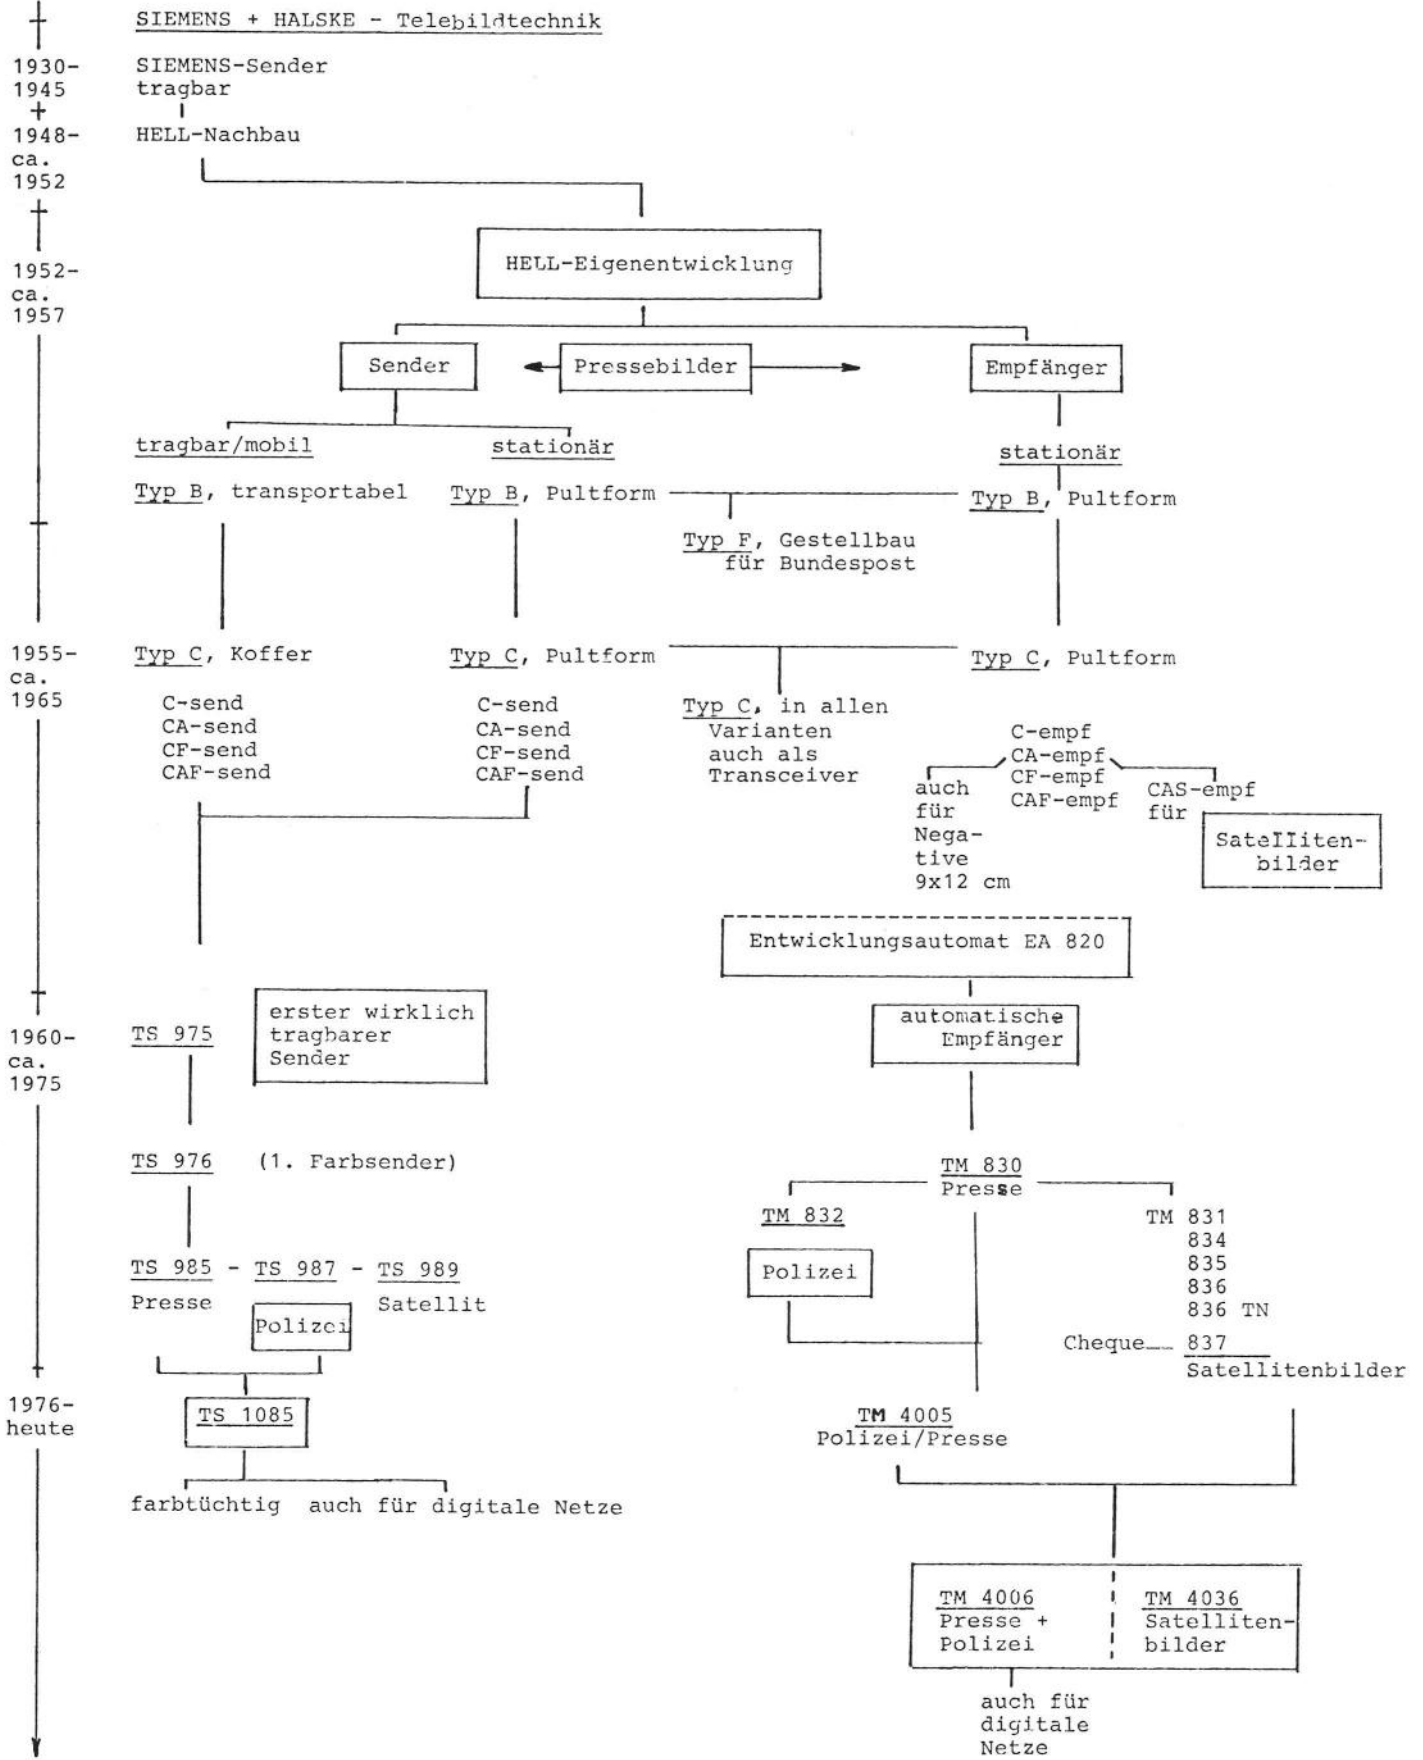 SIEMENS + HALSKE - Telebildtechnik
1930-
1945
SIEMENS-Sender
tragbar
1948-
ca.
1952
HELL-Nachbau
1952-
ca.
1957
HELL-Eigenentwicklung
Sender
Pressebilder
Empfänger
tragbar/mobil
stationär
stationär
Typ B, transportabel
Typ B, Pultform
Typ B, Pultform
Typ F, Gestellbau
für Bundespost
1955-
ca.
1965
Typ C, Koffer
C-send
CA-send
CF-send
CAF-send
Typ C, Pultform
C-send
CA-send
CF-send
CAF-send
Typ C, in allen
Varianten
auch als
Transceiver
Typ C, Pultform
C-empf
CA-empf
CF-empf
CAF-empf
auch
für
Nega-
tive
9x12 cm
CAS-empf
für
Satelliten-
bilder
Entwicklungsautomat EA 820
automatische
Empfänger
1960-
ca.
1975
TS 975
erster wirklich
tragbarer
Sender
TS 976 (1. Farbsender)
TS 985 - TS 987 - TS 989
Presse
Polizei
Satellit
TM 830
Presse
TM 832
Polizei
TM 831
834
835
836
836 TN
Cheque 837
Satellitenbilder
1976-
heute
TS 1085
farbtüchtig auch für digitale Netze
TM 4005
Polizei/Presse
TM 4006
Presse +
Polizei
TM 4036
Satelliten-
bilder
auch für
digitale
Netze